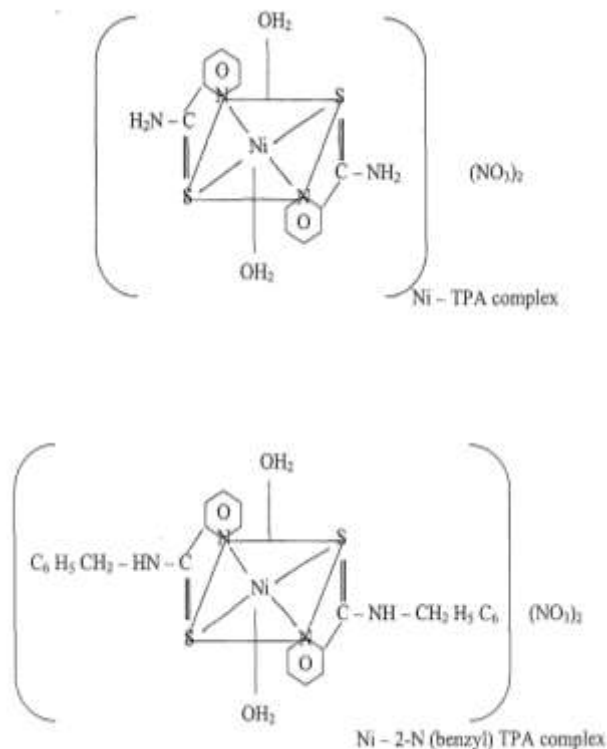 OH₂
O
N
S
H₂N – C
Ni
C – NH₂
(NO₃)₂
S
N
O
OH₂
Ni – TPA complex
OH₂
O
N
S
C₆ H₅ CH₂ – HN – C
Ni
C – NH – CH₂ H₅ C₆
(NO₃)₂
S
N
O
OH₂
Ni – 2-N (benzyl) TPA complex